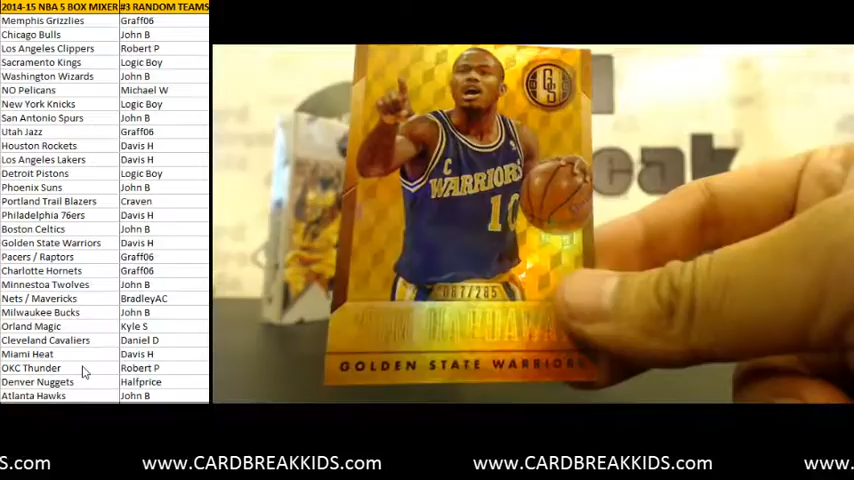 2014-15 NBA 5 BOX MIXER #3 RANDOM TEAMS
Memphis Grizzlies Graff06
Chicago Bulls John B
Los Angeles Clippers Robert P
Sacramento Kings Logic Boy
Washington Wizards John B
NO Pelicans Michael W
New York Knicks Logic Boy
San Antonio Spurs John B
Utah Jazz Graff06
Houston Rockets Davis H
Los Angeles Lakers Davis H
Detroit Pistons Logic Boy
Phoenix Suns John B
Portland Trail Blazers Craven
Philadelphia 76ers Davis H
Boston Celtics John B
Golden State Warriors Davis H
Pacers / Raptors Graff06
Charlotte Hornets Graff06
Minnestoa Twolves John B
Nets / Mavericks BradleyAC
Milwaukee Bucks John B
Orland Magic Kyle S
Cleveland Cavaliers Daniel D
Miami Heat Davis H
OKC Thunder Robert P
Denver Nuggets Halfprice
Atlanta Hawks John B
GS
C
WARRIORS
10
087/285
GOLDEN STATE WARRIORS
break
S.com www.CARDBREAKKIDS.com www.CARDBREAKKIDS.com www